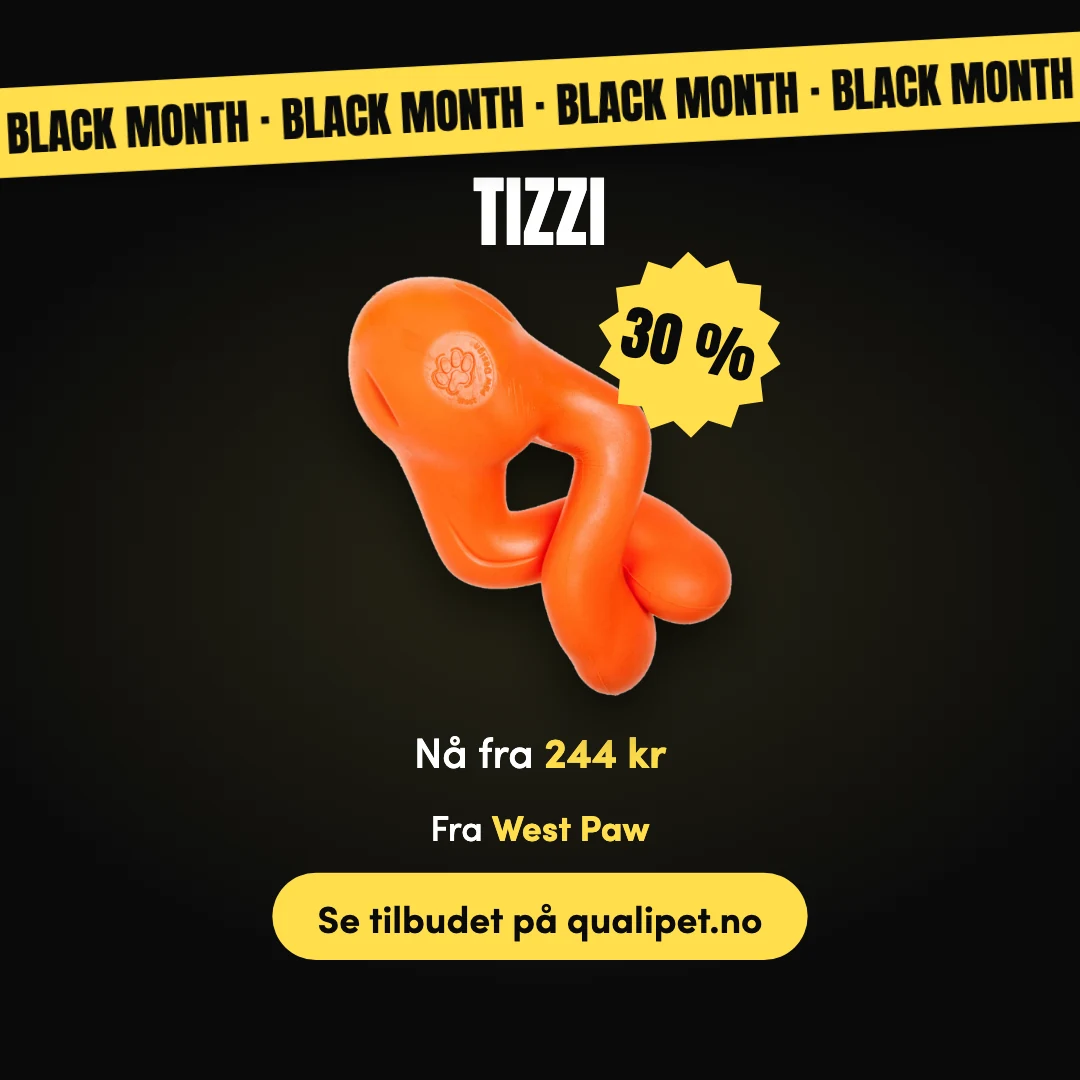 BLACK MONTH · BLACK MONTH · BLACK MONTH · BLACK MONTH
TIZZI
30 %
Nå fra 244 kr
Fra West Paw
Se tilbudet på qualipet.no